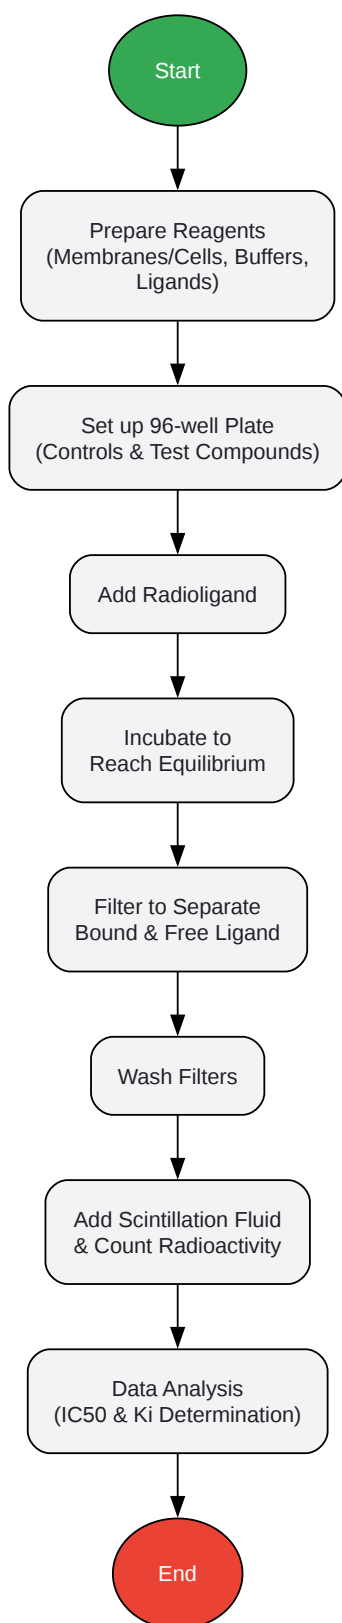 Start
Prepare Reagents
(Membranes/Cells, Buffers,
Ligands)
Set up 96-well Plate
(Controls & Test Compounds)
Add Radioligand
Incubate to
Reach Equilibrium
Filter to Separate
Bound & Free Ligand
Wash Filters
Add Scintillation Fluid
& Count Radioactivity
Data Analysis
(IC50 & Ki Determination)
End